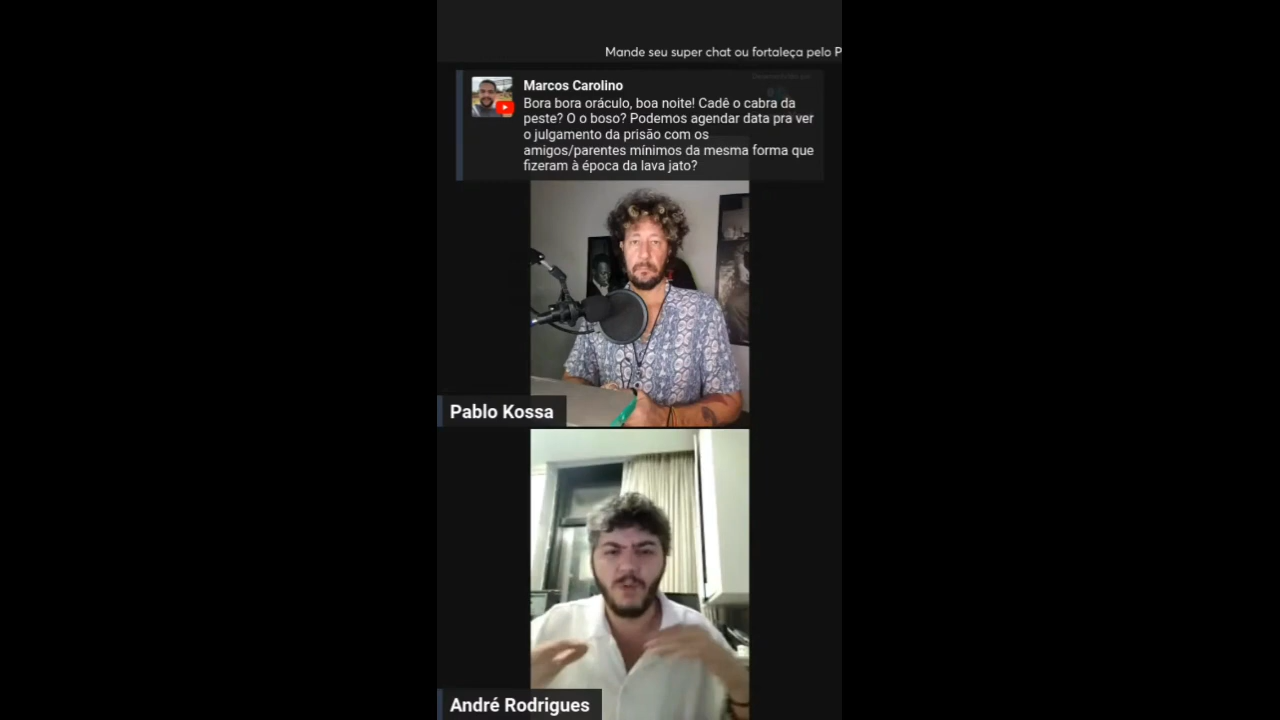 Mande seu super chat ou fortaleça pelo P
Marcos Carolino
Bora bora oráculo, boa noite! Cadê o cabra da
peste? O o boso? Podemos agendar data pra ver
o julgamento da prisão com os
amigos/parentes mínimos da mesma forma que
fizeram à época da lava jato?
Pablo Kossa
André Rodrigues